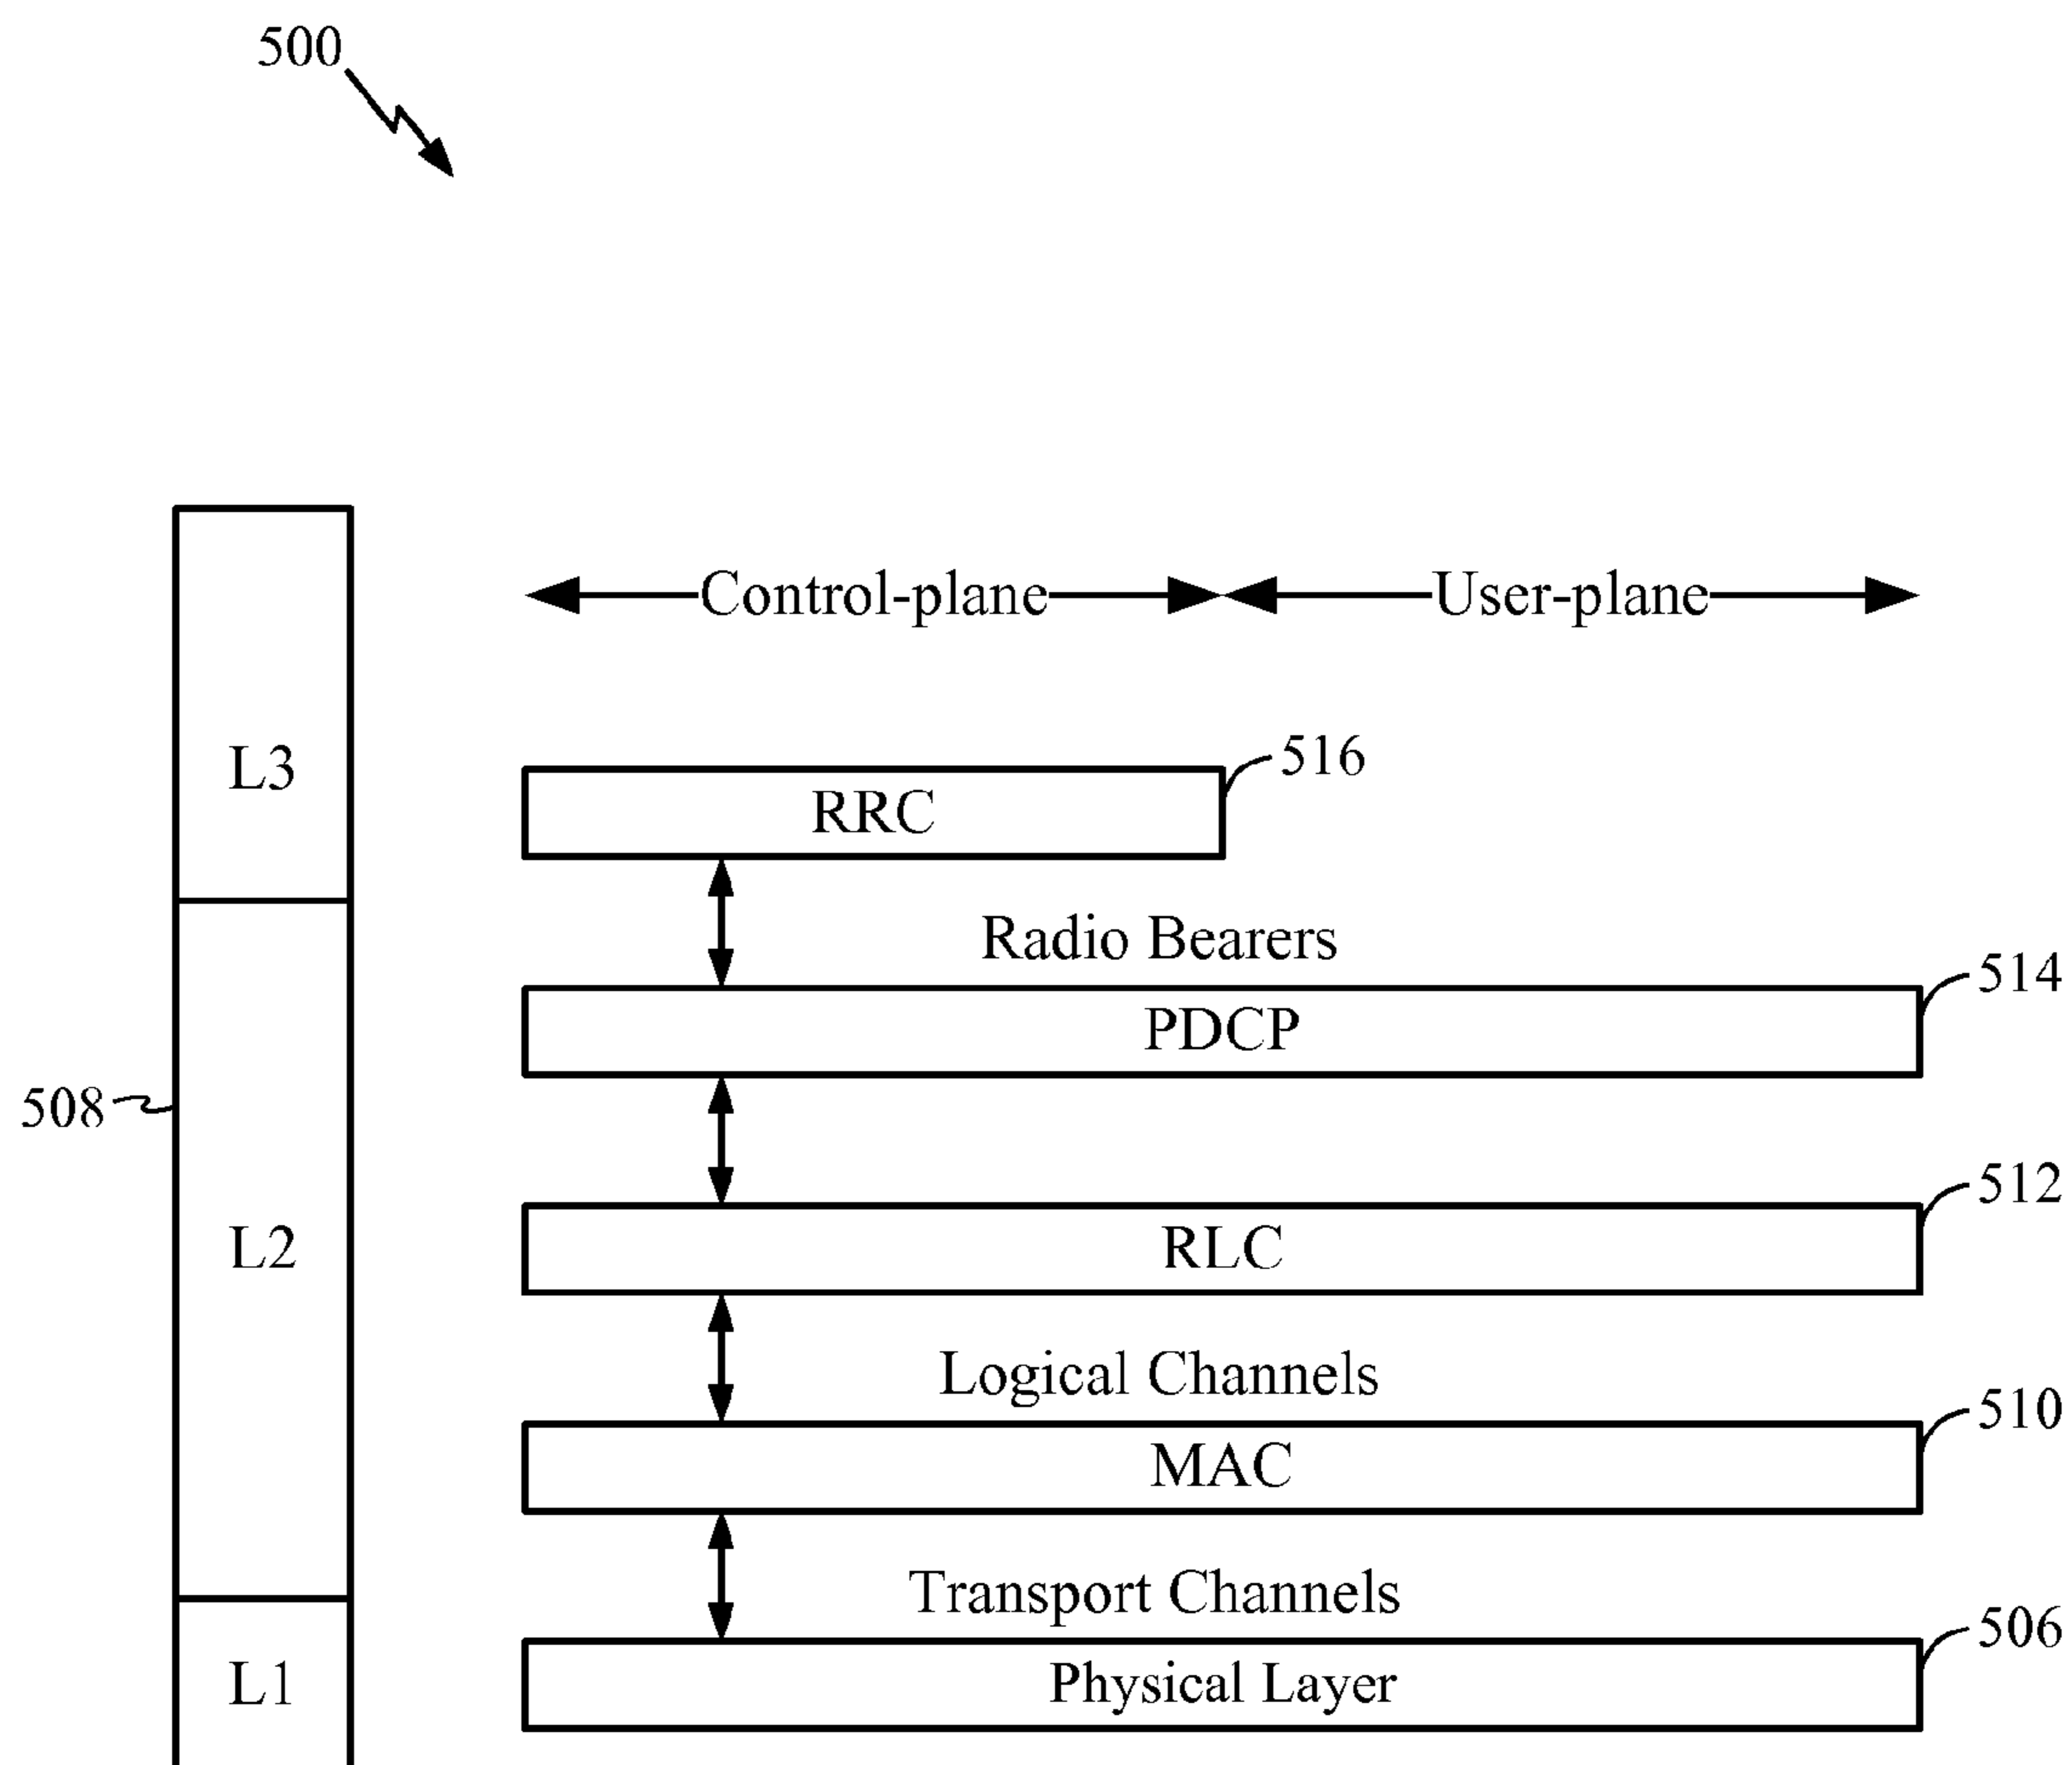 500
Control-plane
User-plane
L3
516
RRC
Radio Bearers
514
PDCP
508
512
L2
RLC
Logical Channels
510
MAC
Transport Channels
506
L1
Physical Layer